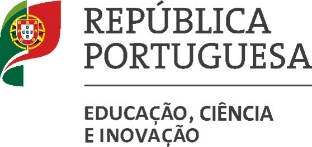 REPÚBLICA
PORTUGUESA
EDUCAÇÃO, CIÊNCIA
E INOVAÇÃO